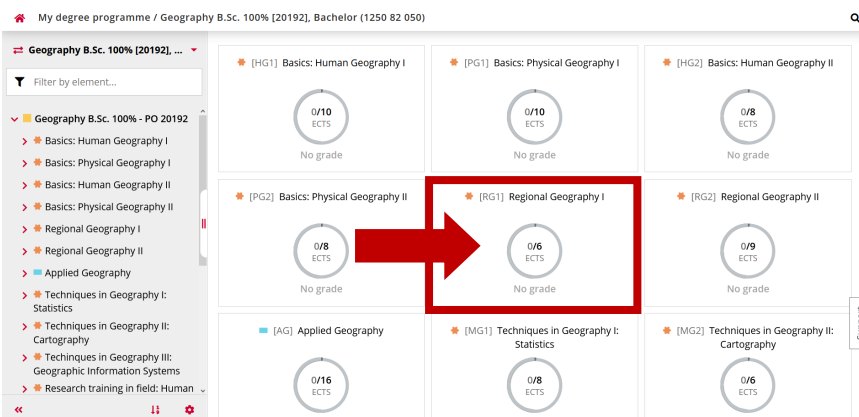 My degree programme / Geography B.Sc. 100% [20192], Bachelor (1250 82 050)
Geography B.Sc. 100% [20192], ...
Filter by element...
Geography B.Sc. 100% - PO 20192
Basics: Human Geography I
Basics: Physical Geography I
Basics: Human Geography II
Basics: Physical Geography II
Regional Geography I
Regional Geography II
Applied Geography
Techniques in Geography I:
Statistics
Techniques in Geography II:
Cartography
Techinques in Geography III:
Geographic Information Systems
Research training in field: Human
[HG1] Basics: Human Geography I
0/10
ECTS
No grade
[PG1] Basics: Physical Geography I
0/10
ECTS
No grade
[HG2] Basics: Human Geography II
0/8
ECTS
No grade
[PG2] Basics: Physical Geography II
0/8
ECTS
No grade
[RG1] Regional Geography I
0/6
ECTS
No grade
[RG2] Regional Geography II
0/9
ECTS
No grade
[AG] Applied Geography
0/16
ECTS
[MG1] Techniques in Geography I:
Statistics
0/8
ECTS
[MG2] Techniques in Geography II:
Cartography
0/6
ECTS